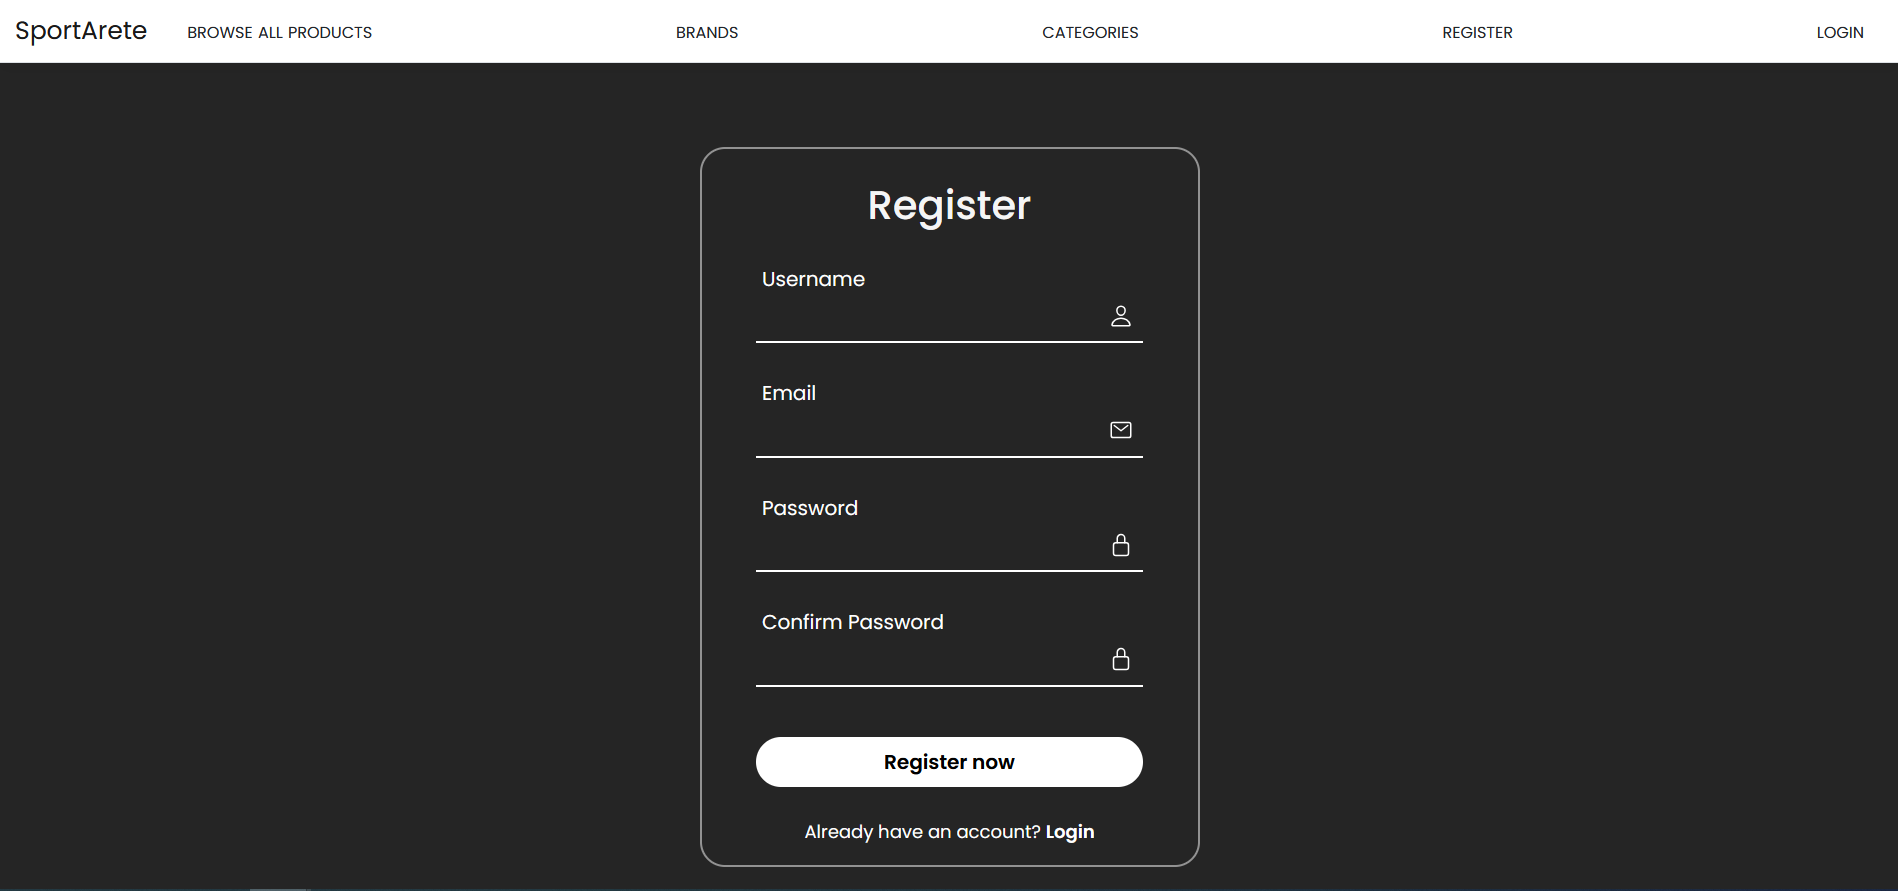 SportArete BROWSE ALL PRODUCTS BRANDS CATEGORIES REGISTER LOGIN
Register
Username
Email
Password
Confirm Password
Register now
Already have an account? Login